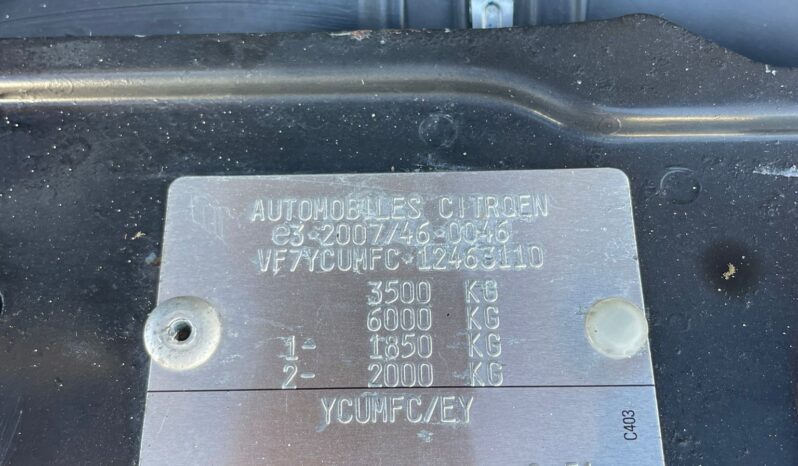 AUTOMOBILES CITROEN
e3*2007/46*0046
VF7YCUMFC*12463110
3500 KG
6000 KG
1- 1850 KG
2- 2000 KG
YCUMFC/EY
C403